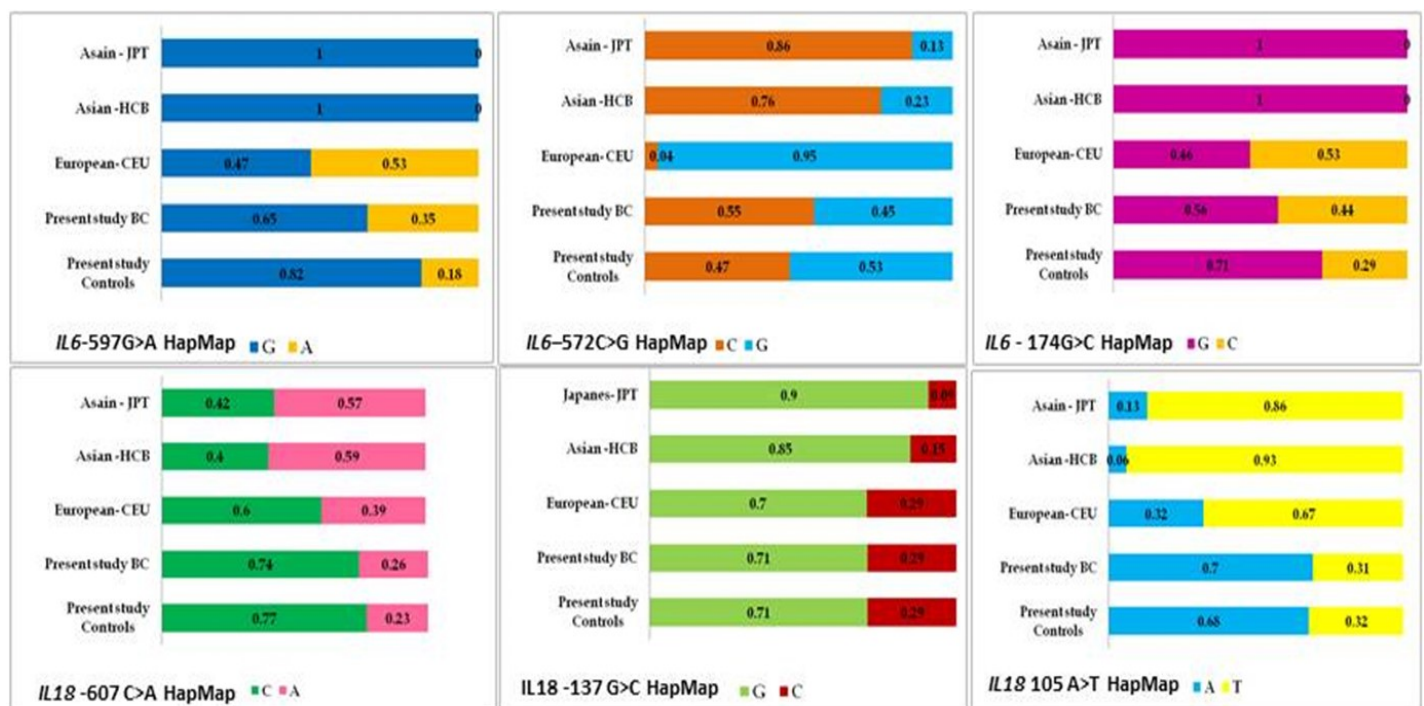 Asain - JPT
1
0
Asian -HCB
1
0
European- CEU
0.47
0.53
Present study BC
0.65
0.35
Present study
Controls
0.82
0.18
IL6-597G>A HapMap
G
A
Asain - JPT
0.86
0.13
Asian -HCB
0.76
0.23
European- CEU
0.04
0.95
Present study BC
0.55
0.45
Present study
Controls
0.47
0.53
IL6–572C>G HapMap
C
G
Asain - JPT
1
0
Asian -HCB
1
0
European- CEU
0.46
0.53
Present study BC
0.56
0.44
Present study
Controls
0.71
0.29
IL6 - 174G>C HapMap
G
C
Asain - JPT
0.42
0.57
Asian -HCB
0.4
0.59
European- CEU
0.6
0.39
Present study BC
0.74
0.26
Present study
Controls
0.77
0.23
IL18 -607 C>A HapMap
C
A
Japanes- JPT
0.9
0.09
Asian -HCB
0.85
0.15
European- CEU
0.7
0.29
Present study BC
0.71
0.29
Present study
Controls
0.71
0.29
IL18 -137 G>C HapMap
G
C
Asain - JPT
0.13
0.86
Asian -HCB
0.06
0.93
European- CEU
0.32
0.67
Present study BC
0.7
0.31
Present study
Controls
0.68
0.32
IL18 105 A>T HapMap
A
T